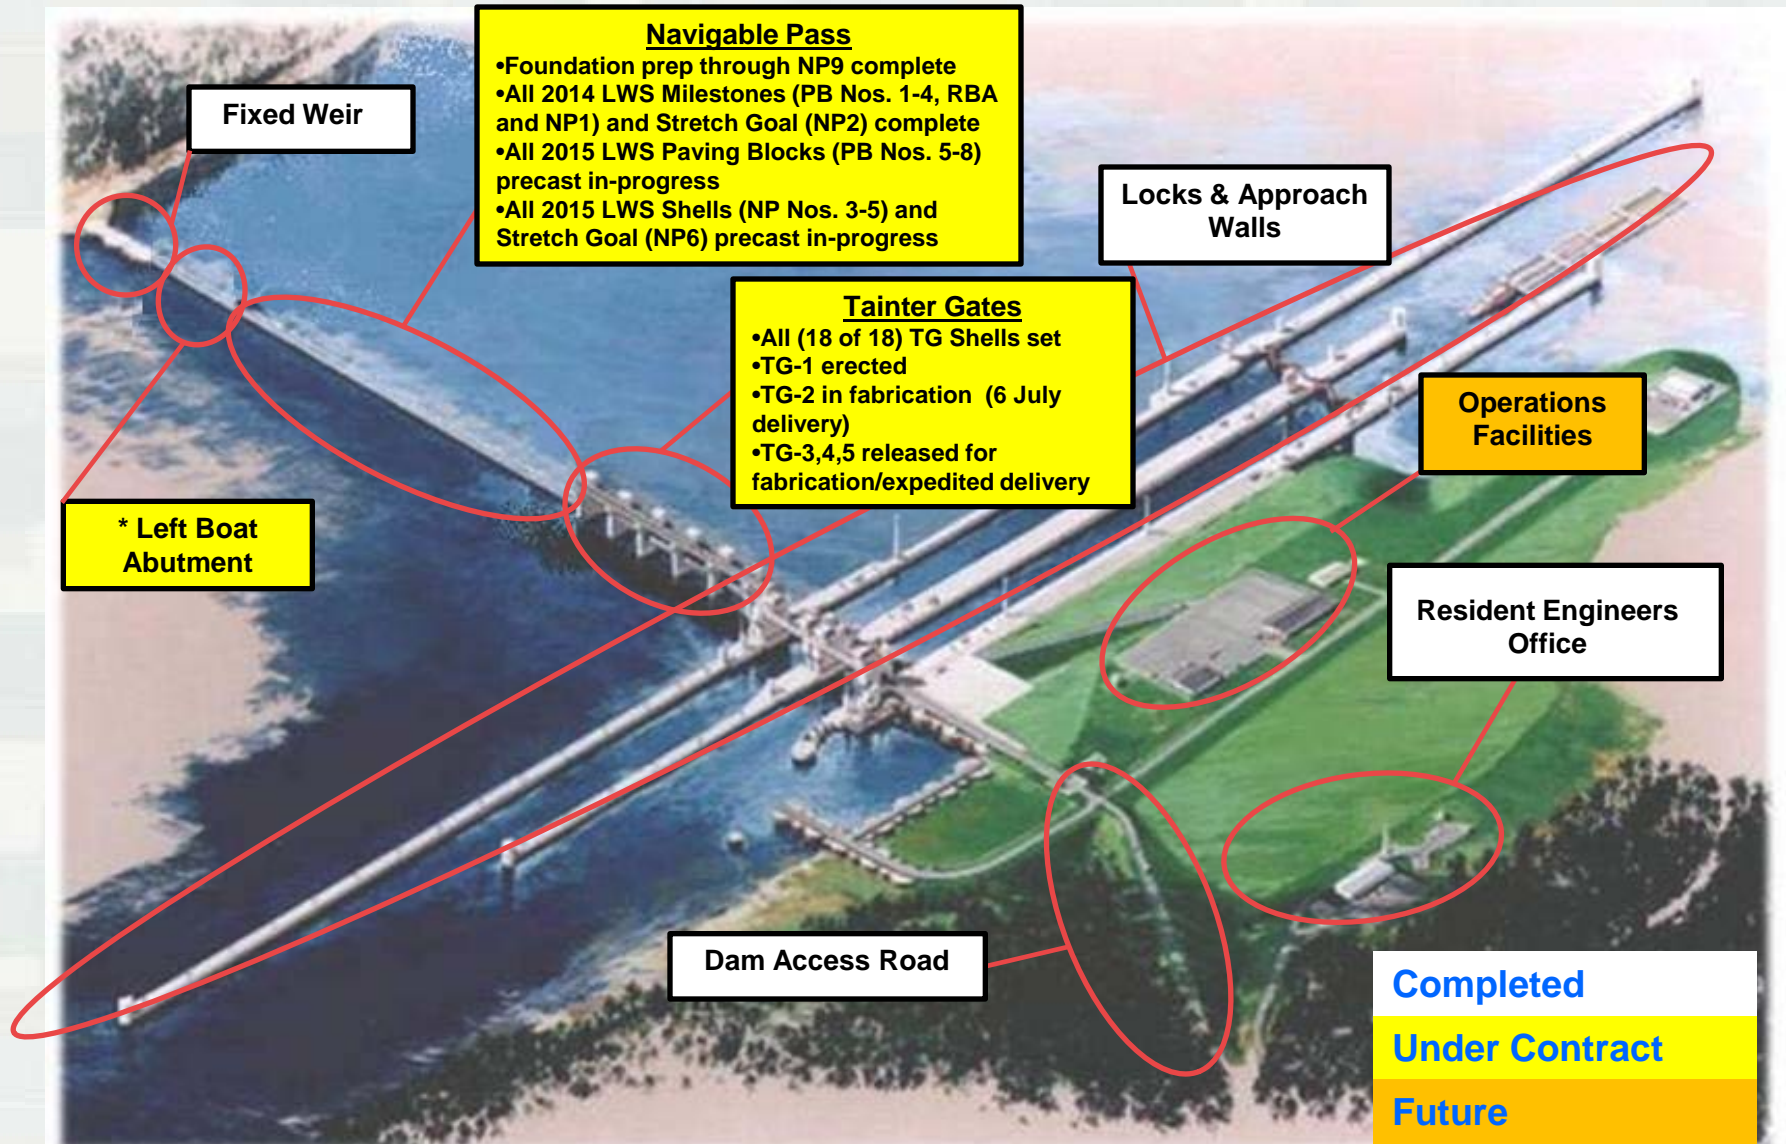 Navigable Pass
•Foundation prep through NP9 complete
•All 2014 LWS Milestones (PB Nos. 1-4, RBA
and NP1) and Stretch Goal (NP2) complete
•All 2015 LWS Paving Blocks (PB Nos. 5-8)
precast in-progress
•All 2015 LWS Shells (NP Nos. 3-5) and
Stretch Goal (NP6) precast in-progress
Fixed Weir
Locks & Approach
Walls
Tainter Gates
•All (18 of 18) TG Shells set
•TG-1 erected
•TG-2 in fabrication (6 July
delivery)
•TG-3,4,5 released for
fabrication/expedited delivery
Operations
Facilities
* Left Boat
Abutment
Resident Engineers
Office
Dam Access Road
Completed
Under Contract
Future